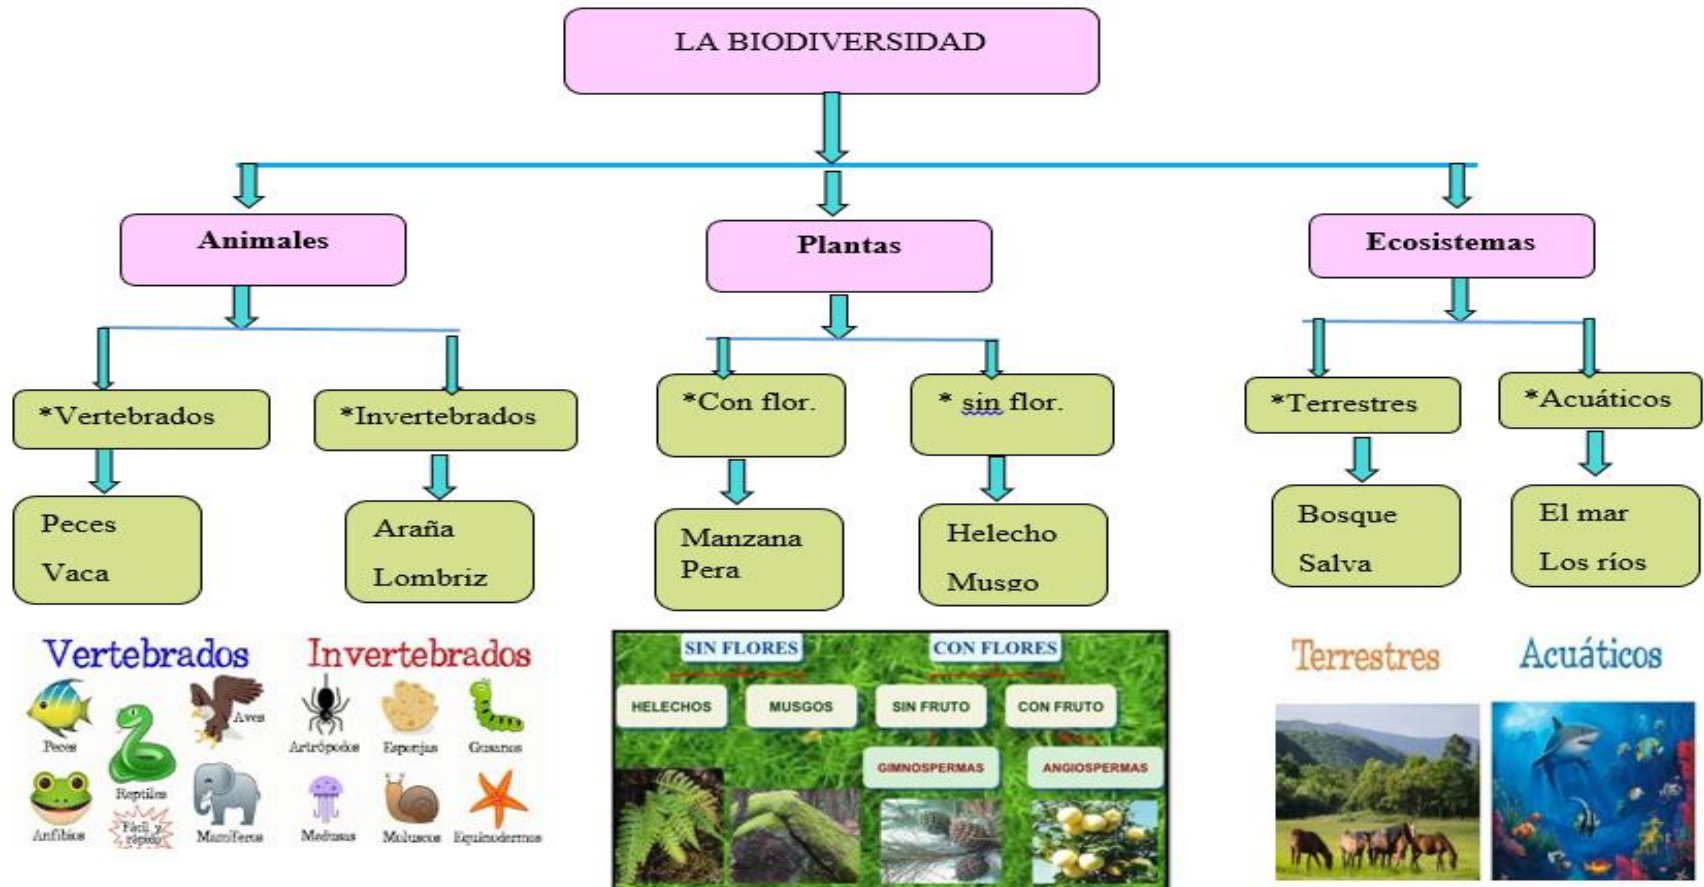 LA BIODIVERSIDAD
Animales
Plantas
Ecosistemas
*Vertebrados
*Invertebrados
*Con flor.
* sin flor.
*Terrestres
*Acuáticos
Peces
Vaca
Araña
Lombriz
Manzana
Pera
Helecho
Musgo
Bosque
Salva
El mar
Los ríos
Vertebrados
Peces
Reptiles
Aves
Anfibios
Fácil y
rápido
Mamíferos
Invertebrados
Artrópodos
Esponjas
Gusanos
Medusas
Moluscos
Equinodermos
SIN FLORES
CON FLORES
HELECHOS
MUSGOS
SIN FRUTO
CON FRUTO
GIMNOSPERMAS
ANGIOSPERMAS
Terrestres
Acuáticos